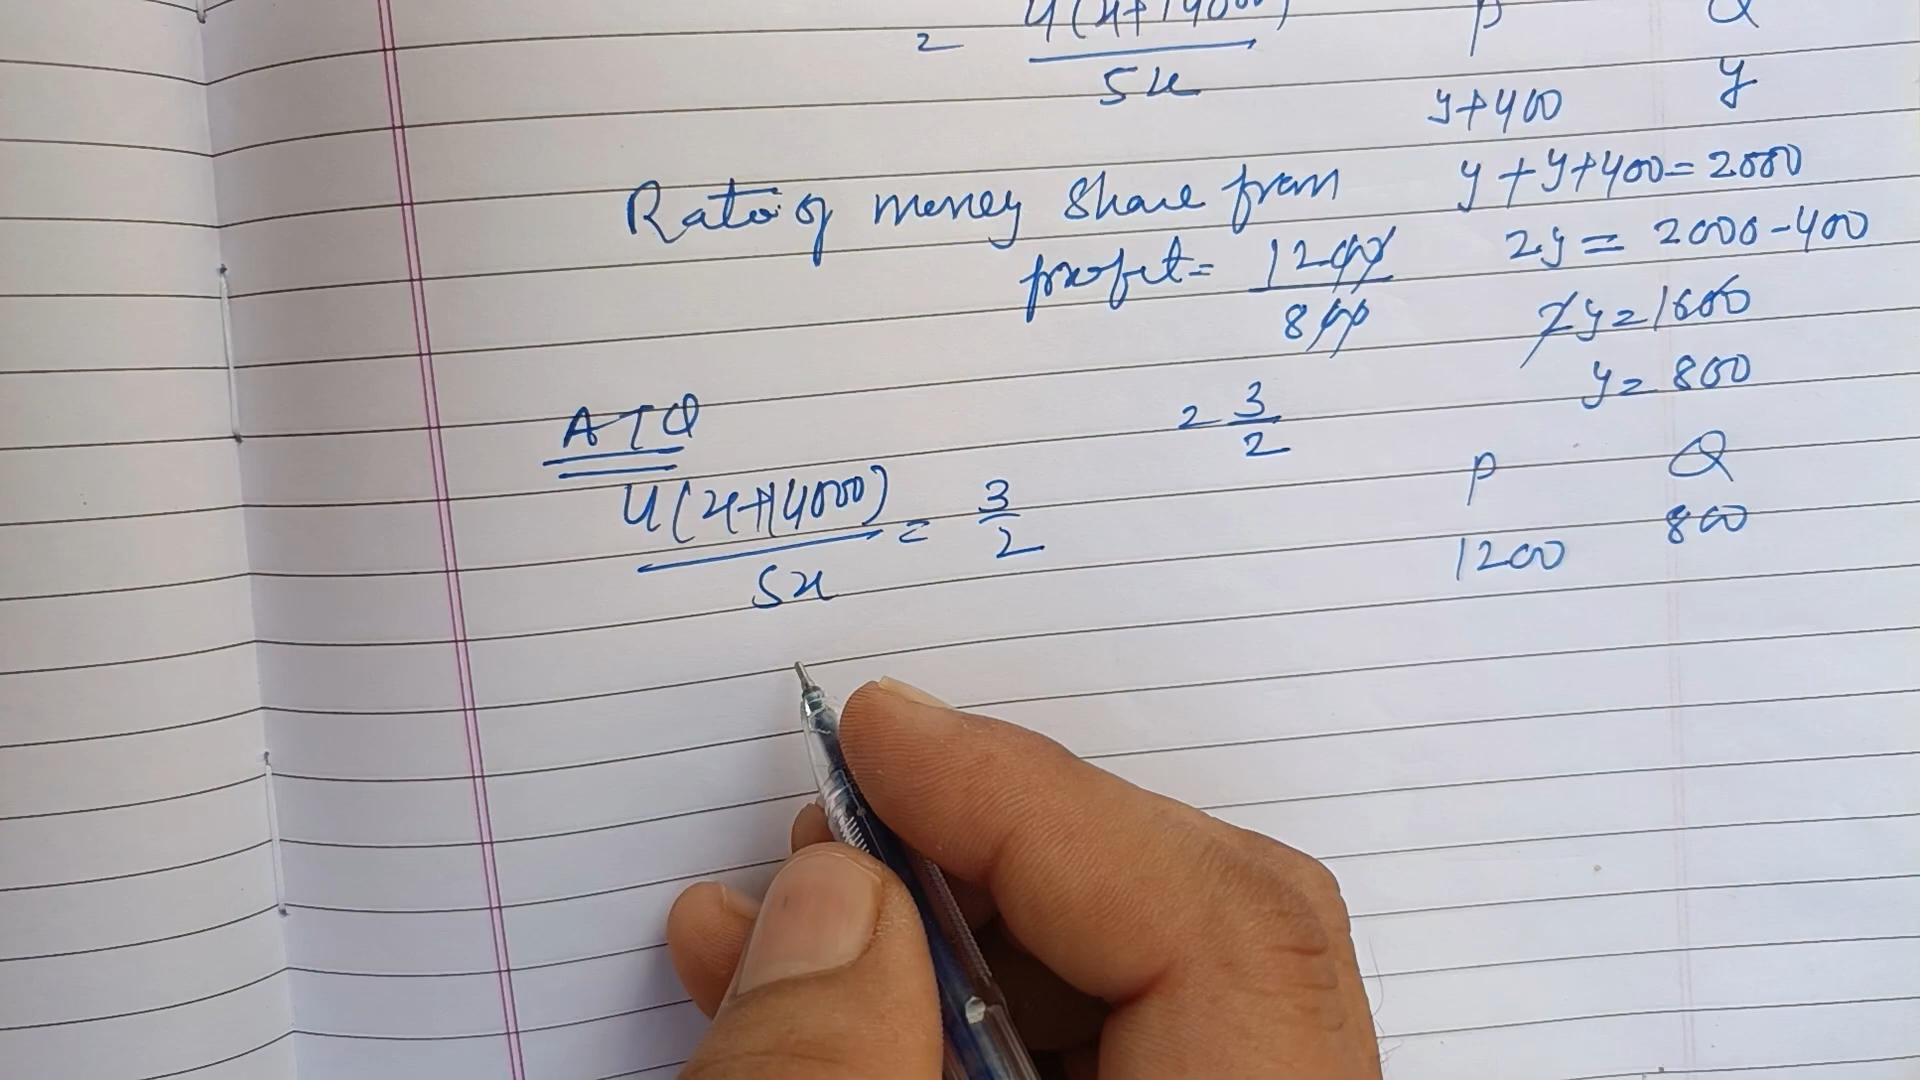 = 4(x+14000)
5x
Ratio of money share from
profit = 1200
800
= 3
2
ATQ
4(x+14000) = 3
5x 2
P Q
y+400 y
y+y+400=2000
2y = 2000-400
2y=1600
y= 800
P Q
1200 800